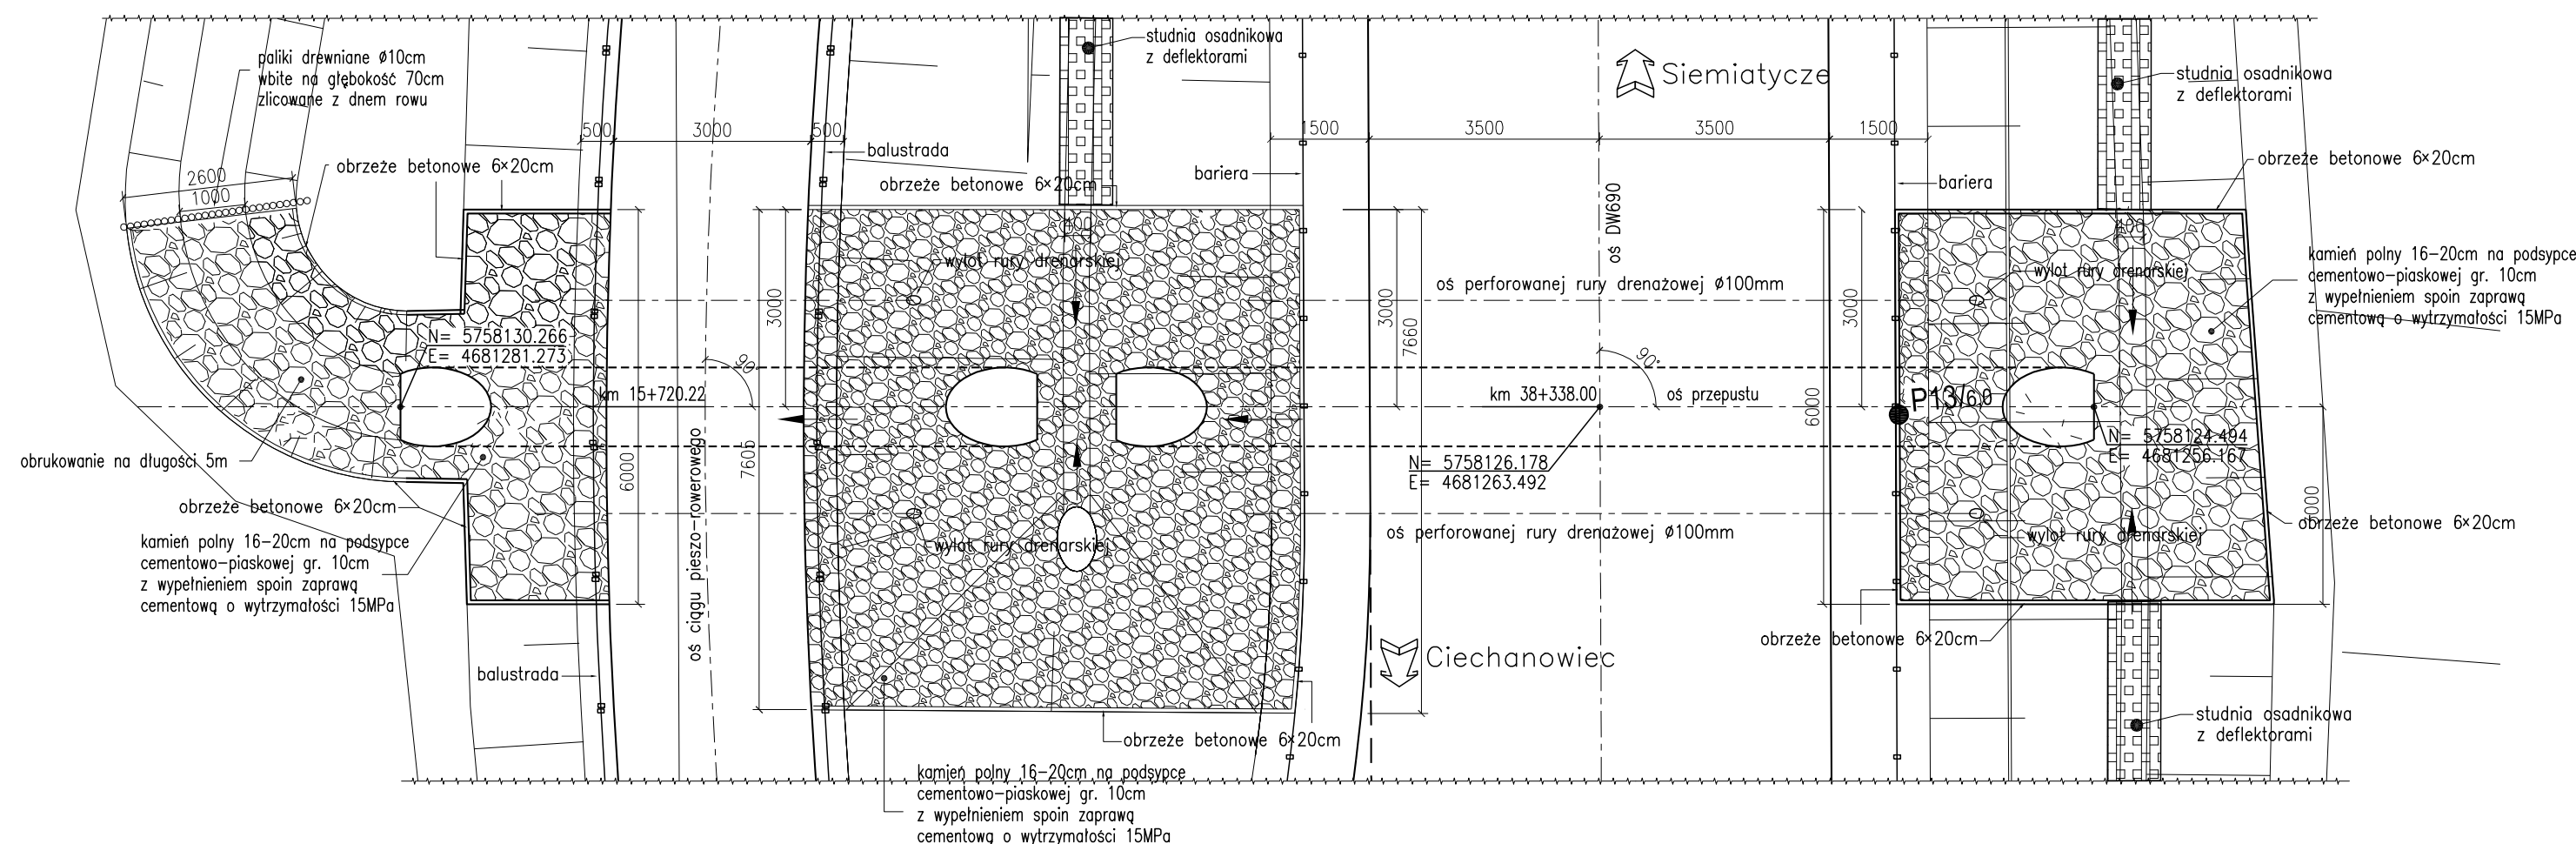 paliki drewniane ø10cm
wbite na głębokość 70cm
zlicowane z dnem rowu
studnia osadnikowa
z deflektorami
Siemiatycze
studnia osadnikowa
z deflektorami
500
3000
500
1500
3500
3500
1500
balustrada
obrzeże betonowe 6×20cm
obrzeże betonowe 6×20cm
bariera
bariera
obrzeże betonowe 6×20cm
2600
1000
400
400
oś DW690
wylot rury drenarskiej
wylot rury drenarskiej
oś perforowanej rury drenażowej ø100mm
kamień polny 16-20cm na podsypce
cementowo-piaskowej gr. 10cm
z wypełnieniem spoin zaprawą
cementową o wytrzymałości 15MPa
3000
3000
7660
3000
N= 5758130.266
E= 4681281.273
90°
90°
km 15+720.22
km 38+338.00
oś przepustu
P13/6,0
6000
obrukowanie na długości 5m
6000
7605
N= 5758126.178
E= 4681263.492
N= 5758124.494
E= 4681256.167
obrzeże betonowe 6×20cm
oś ciągu pieszo-rowerowego
wylot rury drenarskiej
oś perforowanej rury drenażowej ø100mm
wylot rury drenarskiej
obrzeże betonowe 6×20cm
kamień polny 16-20cm na podsypce
cementowo-piaskowej gr. 10cm
z wypełnieniem spoin zaprawą
cementową o wytrzymałości 15MPa
balustrada
Ciechanowiec
obrzeże betonowe 6×20cm
obrzeże betonowe 6×20cm
studnia osadnikowa
z deflektorami
kamień polny 16-20cm na podsypce
cementowo-piaskowej gr. 10cm
z wypełnieniem spoin zaprawą
cementową o wytrzymałości 15MPa